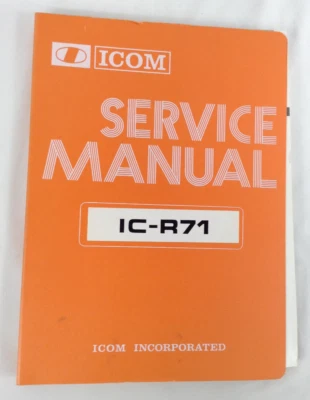 ICOM
SERVICE
MANUAL
IC-R71
ICOM INCORPORATED